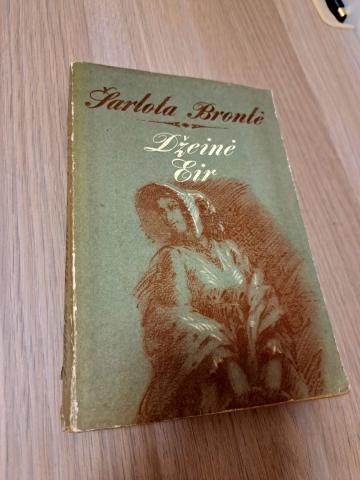 Šarlota Brontė
Džeinė
Eir